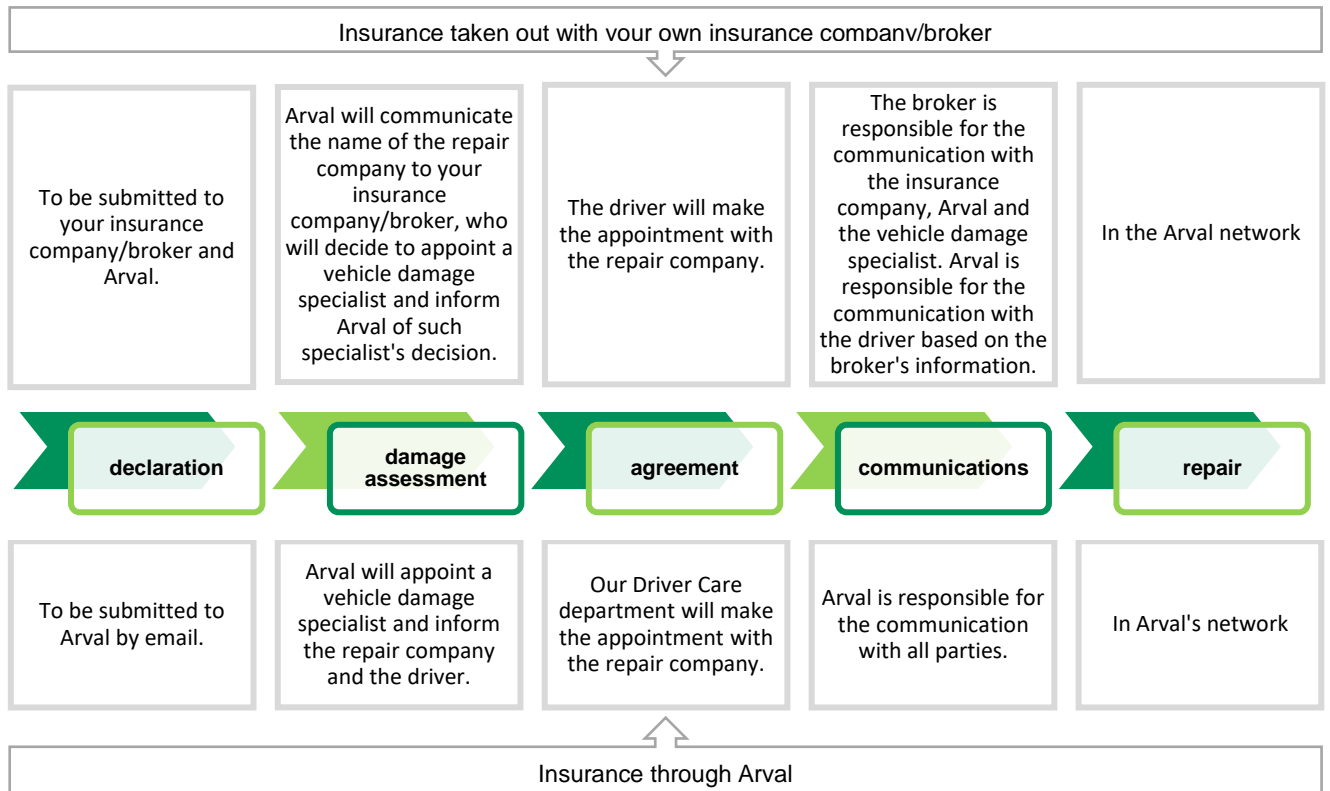 Insurance taken out with your own insurance company/broker
To be submitted to
your insurance
company/broker and
Arval.
Arval will communicate
the name of the repair
company to your
insurance
company/broker, who
will decide to appoint a
vehicle damage
specialist and inform
Arval of such
specialist's decision.
The driver will make
the appointment with
the repair company.
The broker is
responsible for the
communication with
the insurance
company, Arval and
the vehicle damage
specialist. Arval is
responsible for the
communication with
the driver based on the
broker's information.
In the Arval network
declaration
damage
assessment
agreement
communications
repair
To be submitted to
Arval by email.
Arval will appoint a
vehicle damage
specialist and inform
the repair company
and the driver.
Our Driver Care
department will make
the appointment with
the repair company.
Arval is responsible for
the communication
with all parties.
In Arval's network
Insurance through Arval